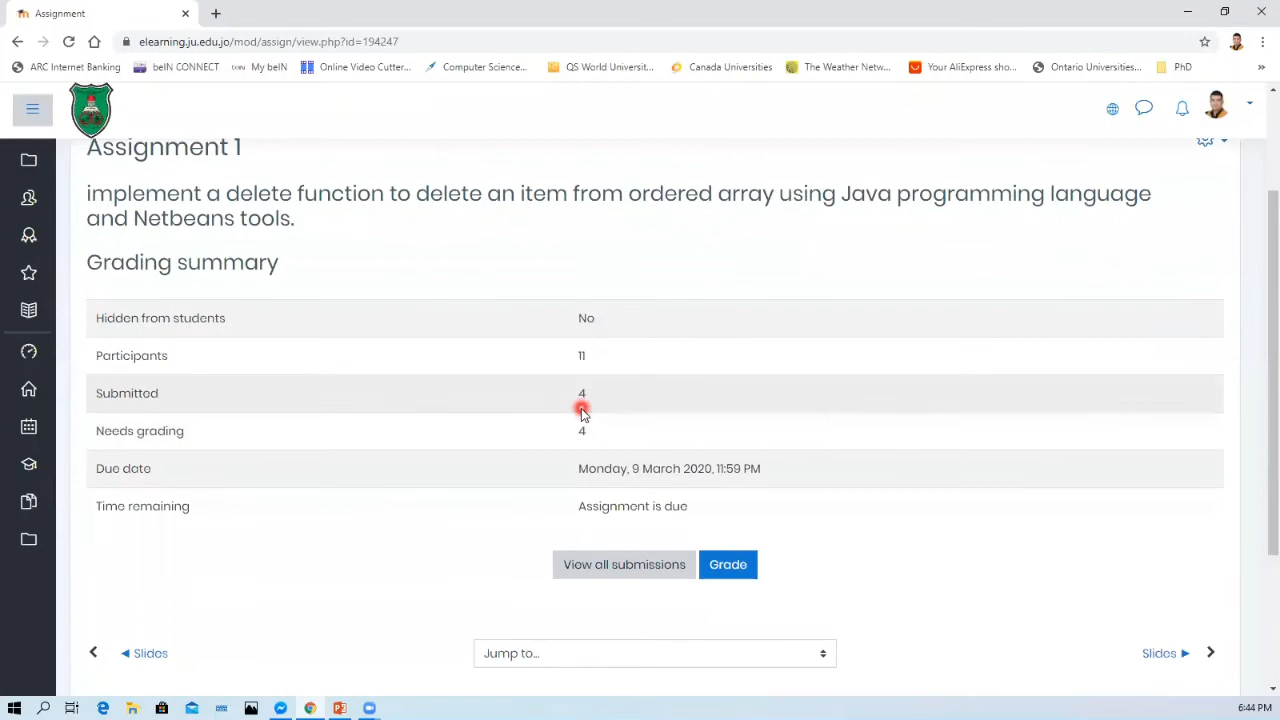 Assignment
elearning.ju.edu.jo/mod/assign/view.php?id=194247
ARC Internet Banking
beIN CONNECT
beIN My beIN
Online Video Cutter...
Computer Science...
QS World Universit...
Canada Universities
The Weather Netw...
Your AliExpress sho...
Ontario Universities...
PhD
»
Assignment 1
implement a delete function to delete an item from ordered array using Java programming language
and Netbeans tools.
Grading summary
Hidden from students No
Participants 11
Submitted 4
Needs grading 4
Due date Monday, 9 March 2020, 11:59 PM
Time remaining Assignment is due
View all submissions Grade
◀ Slides Jump to... Slides ▶
6:44 PM